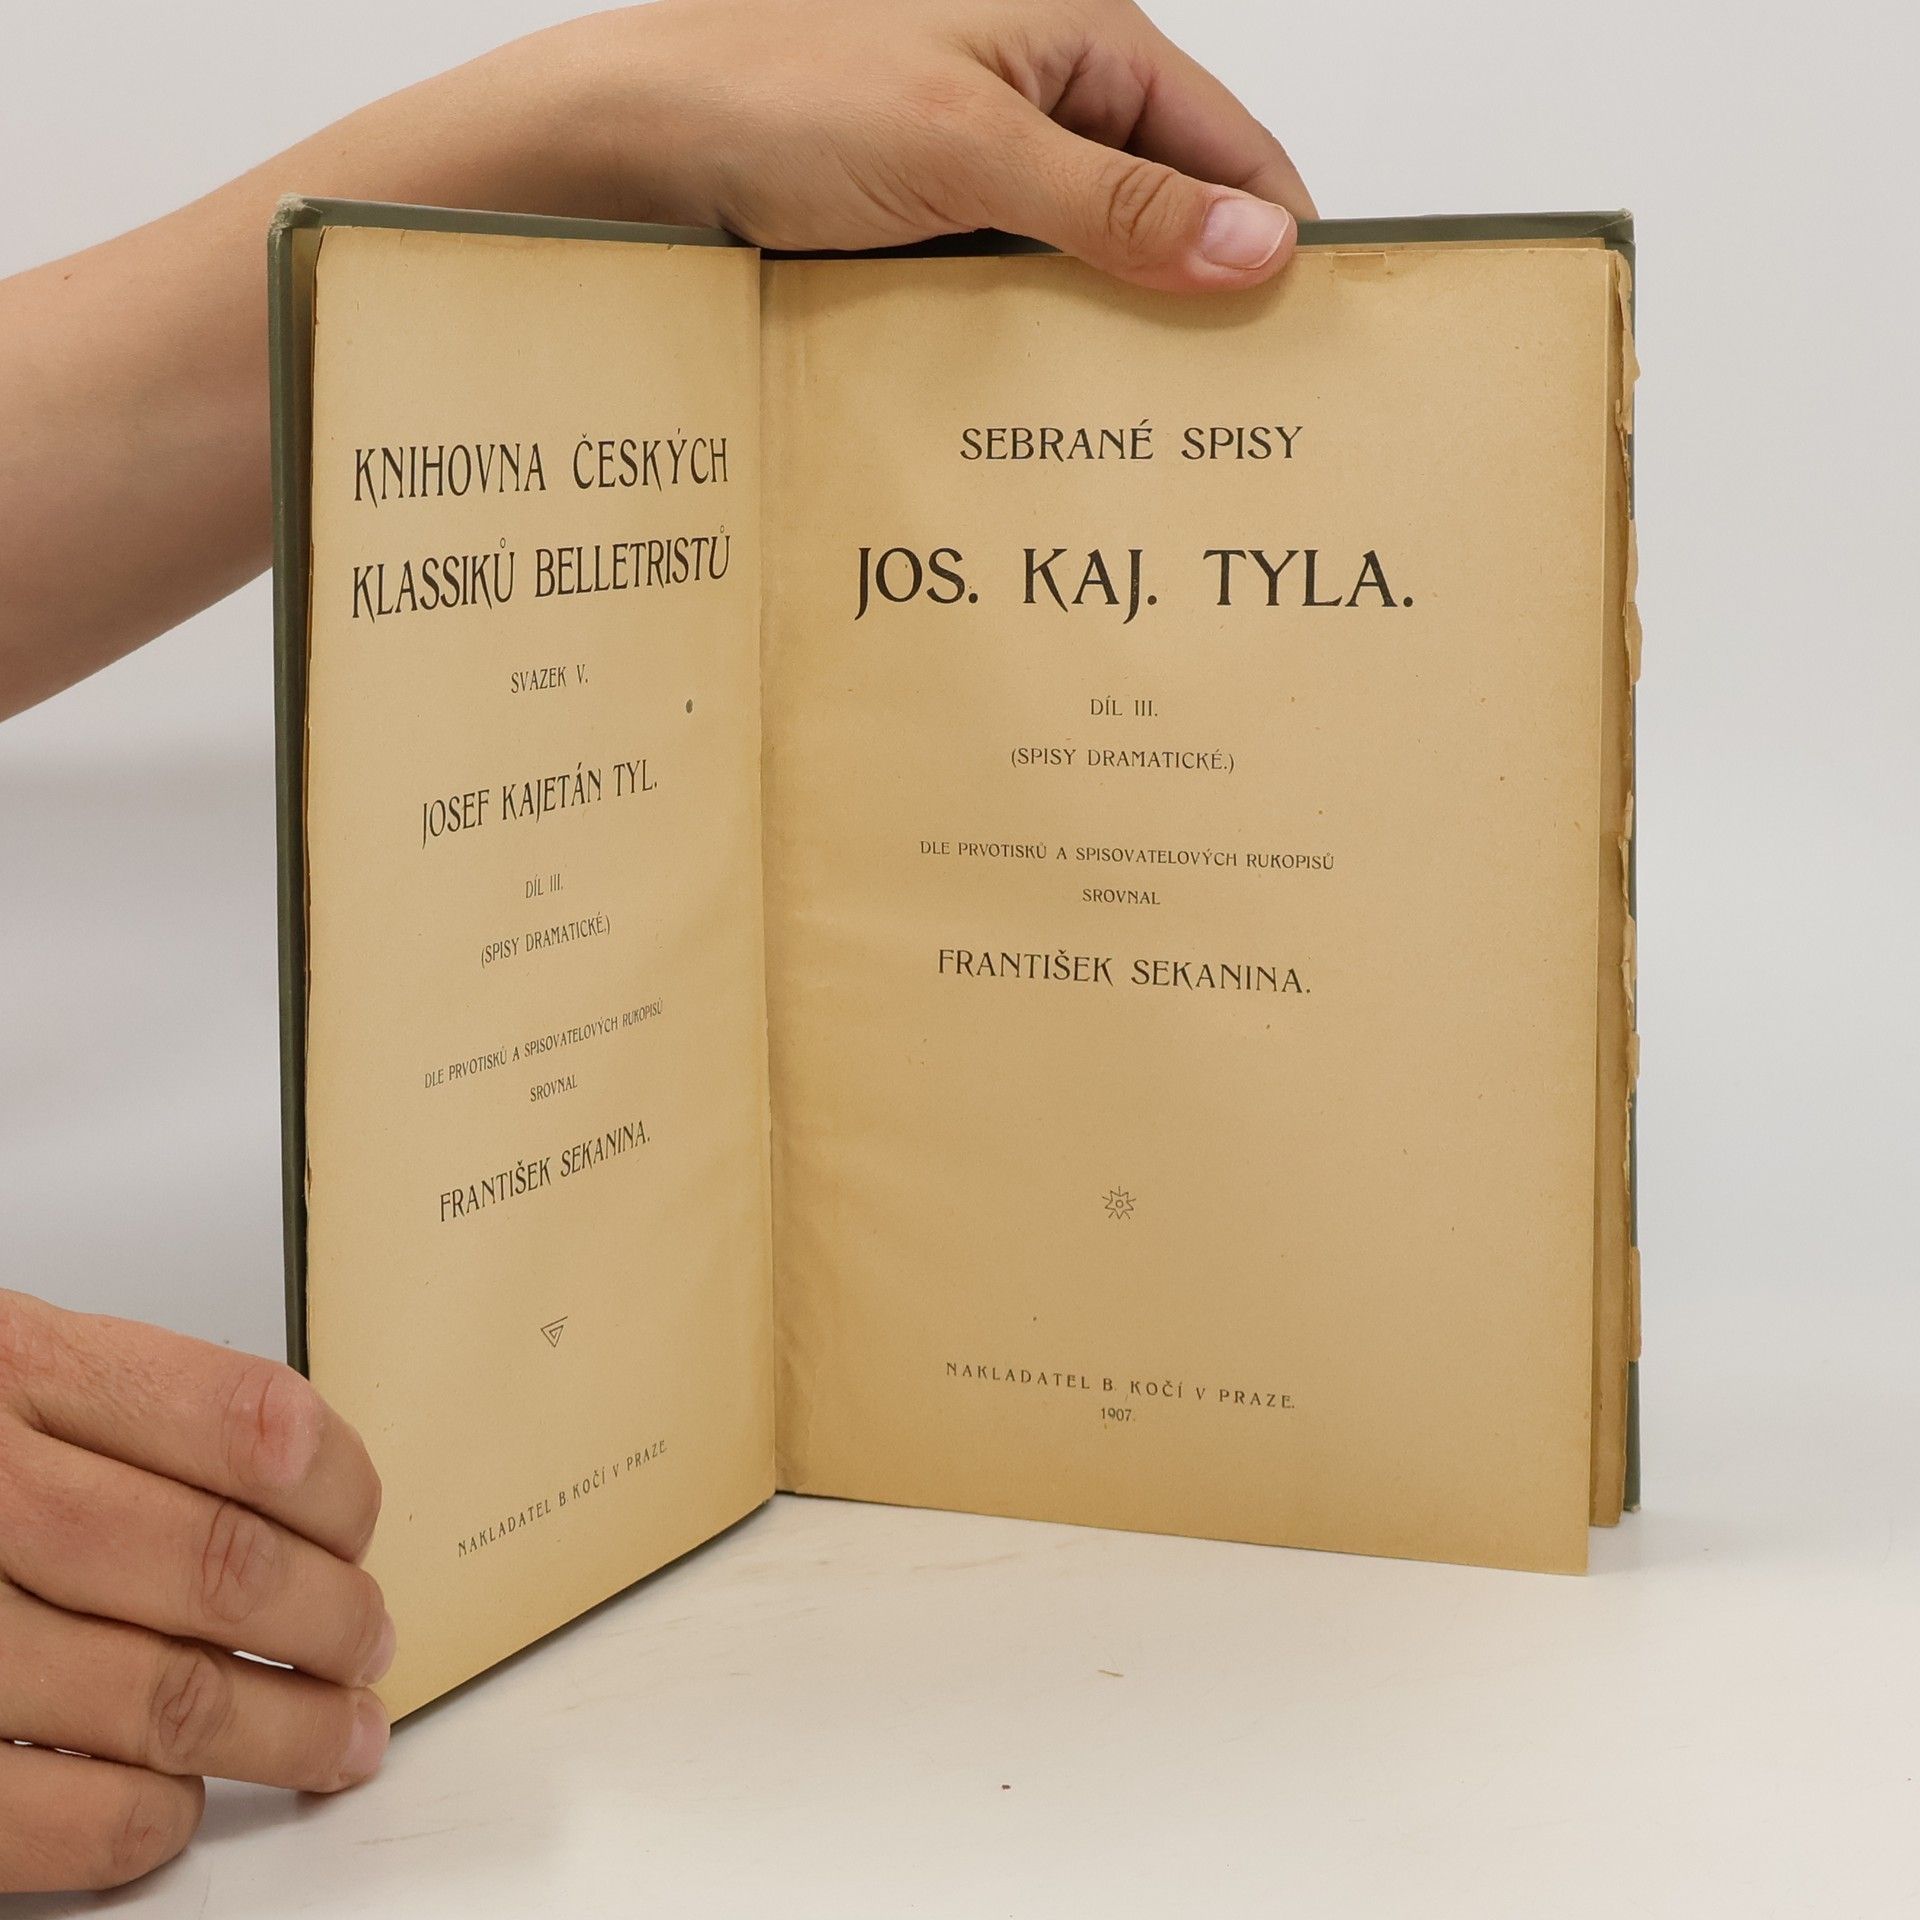 KNIHOVNA ČESKÝCH
KLASSIKŮ BELLETRISTŮ
SVAZEK V.
JOSEF KAJETÁN TYL.
DÍL III.
(SPISY DRAMATICKÉ.)
DLE PRVOTISKŮ A SPISOVATELOVÝCH RUKOPISŮ
SROVNAL
FRANTIŠEK SEKANINA.
NAKLADATEL B. KOČÍ V PRAZE
SEBRANÉ SPISY
JOS. KAJ. TYLA.
DÍL III.
(SPISY DRAMATICKÉ.)
DLE PRVOTISKŮ A SPISOVATELOVÝCH RUKOPISŮ
SROVNAL
FRANTIŠEK SEKANINA.
NAKLADATEL B. KOČÍ V PRAZE.
1907.